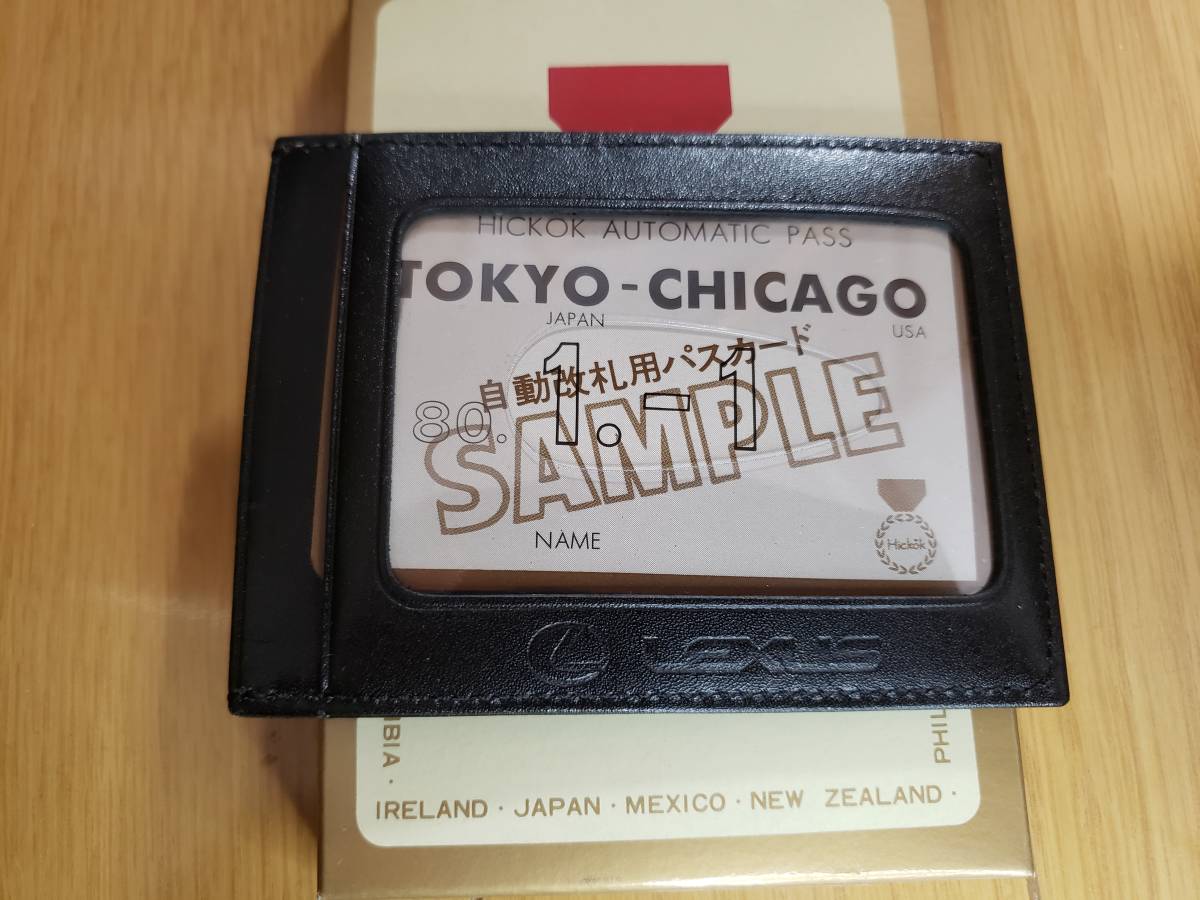 HICKOK AUTOMATIC PASS
TOKYO-CHICAGO
JAPAN
USA
自動改札用パスカード
80. 1.-1
SAMPLE
NAME
Hickok
LEXUS
IRELAND · JAPAN · MEXICO · NEW ZEALAND ·